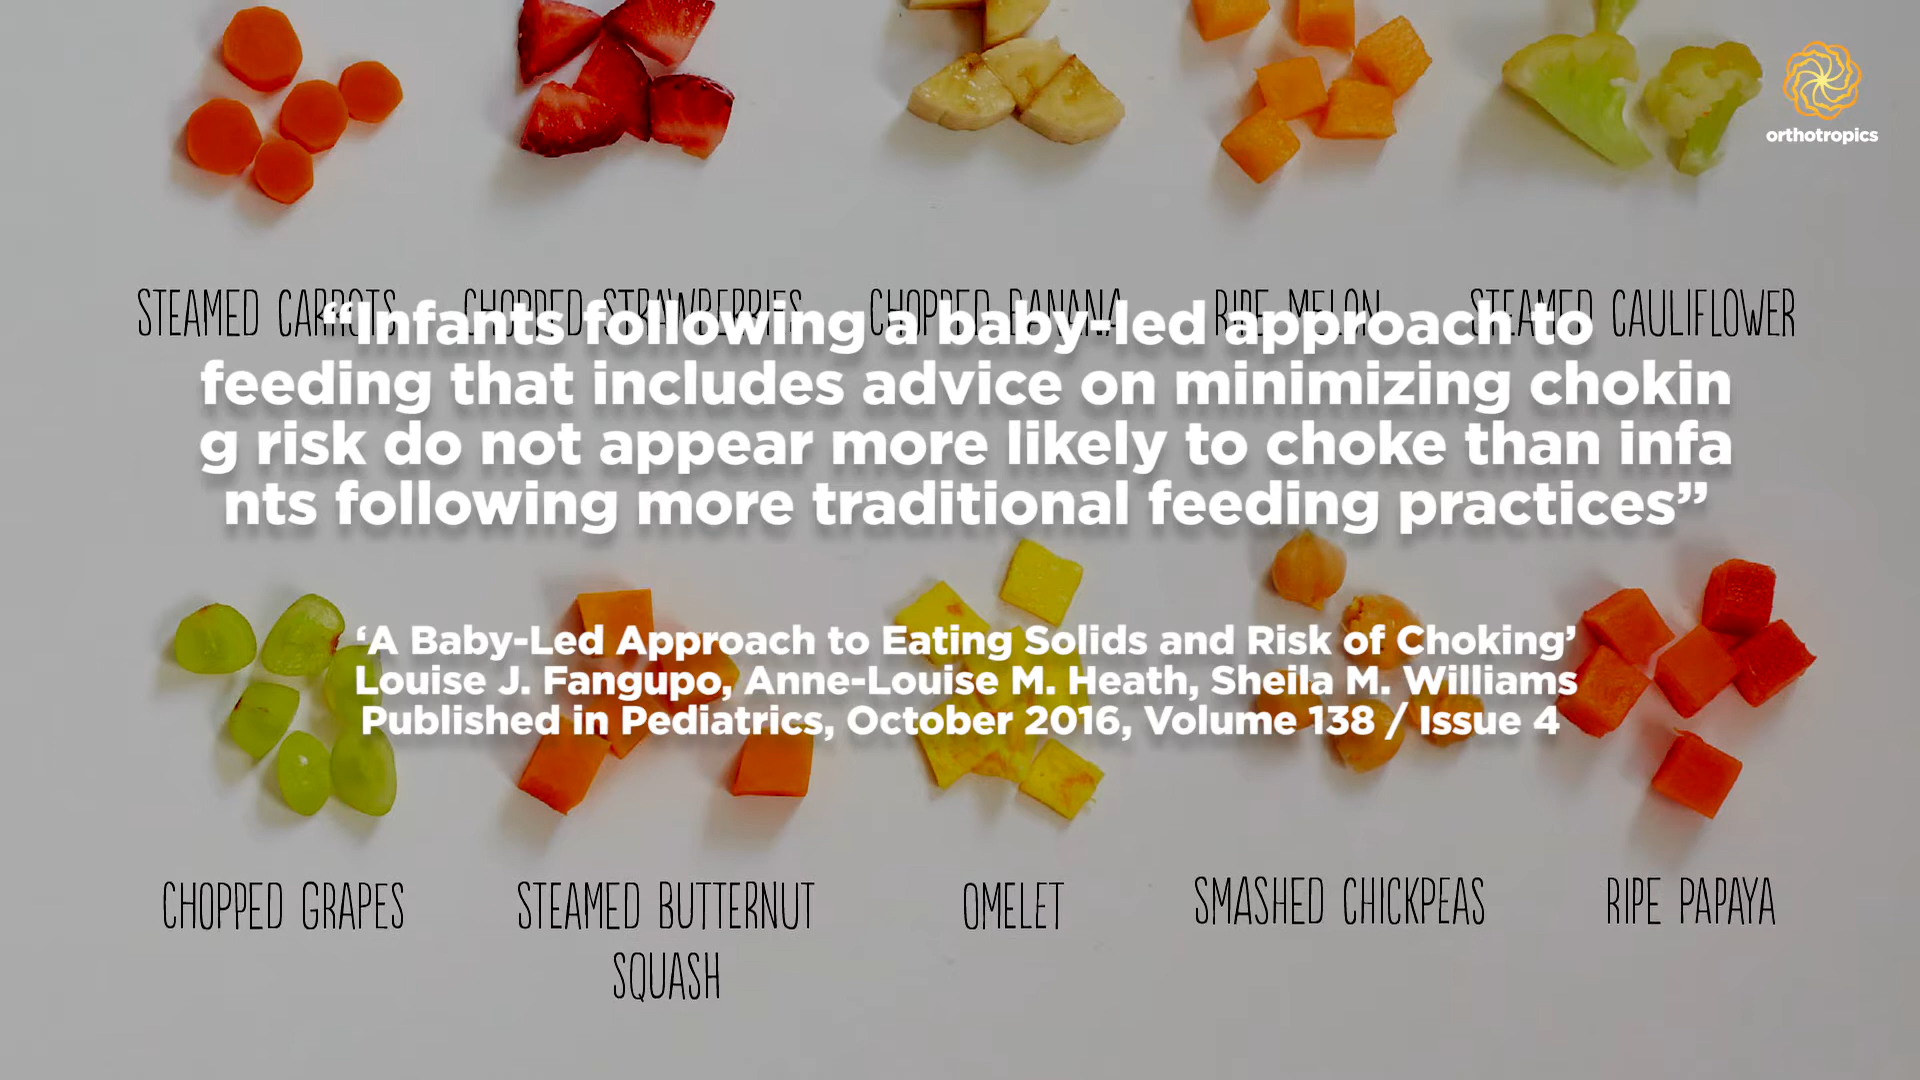 orthotropics
STEAMED CARROTS CHOPPED STRAWBERRIES CHOPPED BANANA RIPE MELON STEAMED CAULIFLOWER
“Infants following a baby-led approach to
feeding that includes advice on minimizing chokin
g risk do not appear more likely to choke than infa
nts following more traditional feeding practices”
‘A Baby-Led Approach to Eating Solids and Risk of Choking’
Louise J. Fangupo, Anne-Louise M. Heath, Sheila M. Williams
Published in Pediatrics, October 2016, Volume 138 / Issue 4
CHOPPED GRAPES STEAMED BUTTERNUT OMELET SMASHED CHICKPEAS RIPE PAPAYA
SQUASH